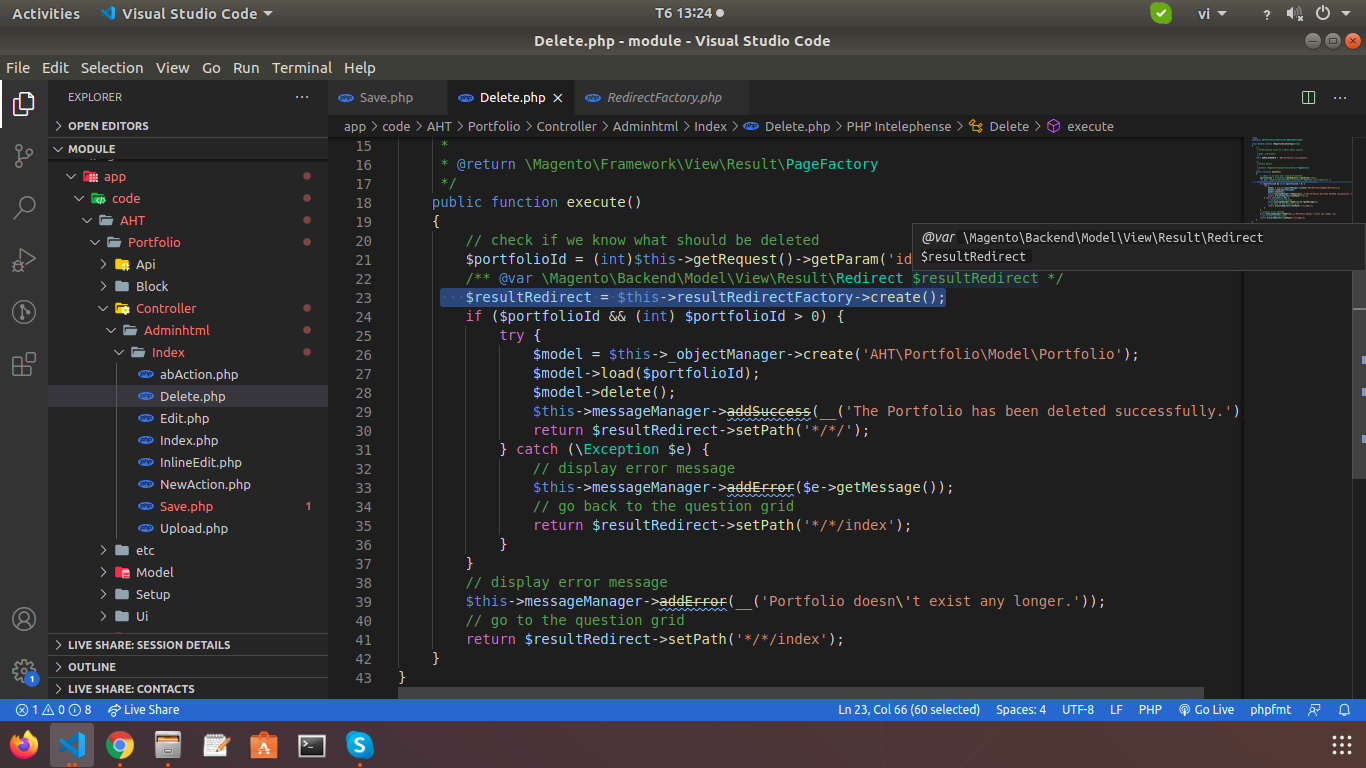 Activities Visual Studio Code T6 13:24 vi ?
Delete.php - module - Visual Studio Code
File Edit Selection View Go Run Terminal Help
EXPLORER ··· Save.php Delete.php RedirectFactory.php ···
OPEN EDITORS
app > code > AHT > Portfolio > Controller > Adminhtml > Index > Delete.php > PHP Intelephense > Delete > execute
MODULE
app
code
AHT
Portfolio
Api
Block
Controller
Adminhtml
Index
abAction.php
Delete.php
Edit.php
Index.php
InlineEdit.php
NewAction.php
Save.php 1
Upload.php
etc
Model
Setup
Ui
LIVE SHARE: SESSION DETAILS
OUTLINE
LIVE SHARE: CONTACTS
15 *
16 * @return \Magento\Framework\View\Result\PageFactory
17 */
18 public function execute()
19 {
20 // check if we know what should be deleted
21 $portfolioId = (int)$this->getRequest()->getParam('id
22 /** @var \Magento\Backend\Model\View\Result\Redirect $resultRedirect */
23 $resultRedirect = $this->resultRedirectFactory->create();
24 if ($portfolioId && (int) $portfolioId > 0) {
25 try {
26 $model = $this->_objectManager->create('AHT\Portfolio\Model\Portfolio');
27 $model->load($portfolioId);
28 $model->delete();
29 $this->messageManager->addSuccess(__('The Portfolio has been deleted successfully.')
30 return $resultRedirect->setPath('*/*/');
31 } catch (\Exception $e) {
32 // display error message
33 $this->messageManager->addError($e->getMessage());
34 // go back to the question grid
35 return $resultRedirect->setPath('*/*/index');
36 }
37 }
38 // display error message
39 $this->messageManager->addError(__('Portfolio doesn\'t exist any longer.'));
40 // go to the question grid
41 return $resultRedirect->setPath('*/*/index');
42 }
43 }
@var \Magento\Backend\Model\View\Result\Redirect
$resultRedirect
1
1 0 8 Live Share Ln 23, Col 66 (60 selected) Spaces: 4 UTF-8 LF PHP Go Live phpfmt